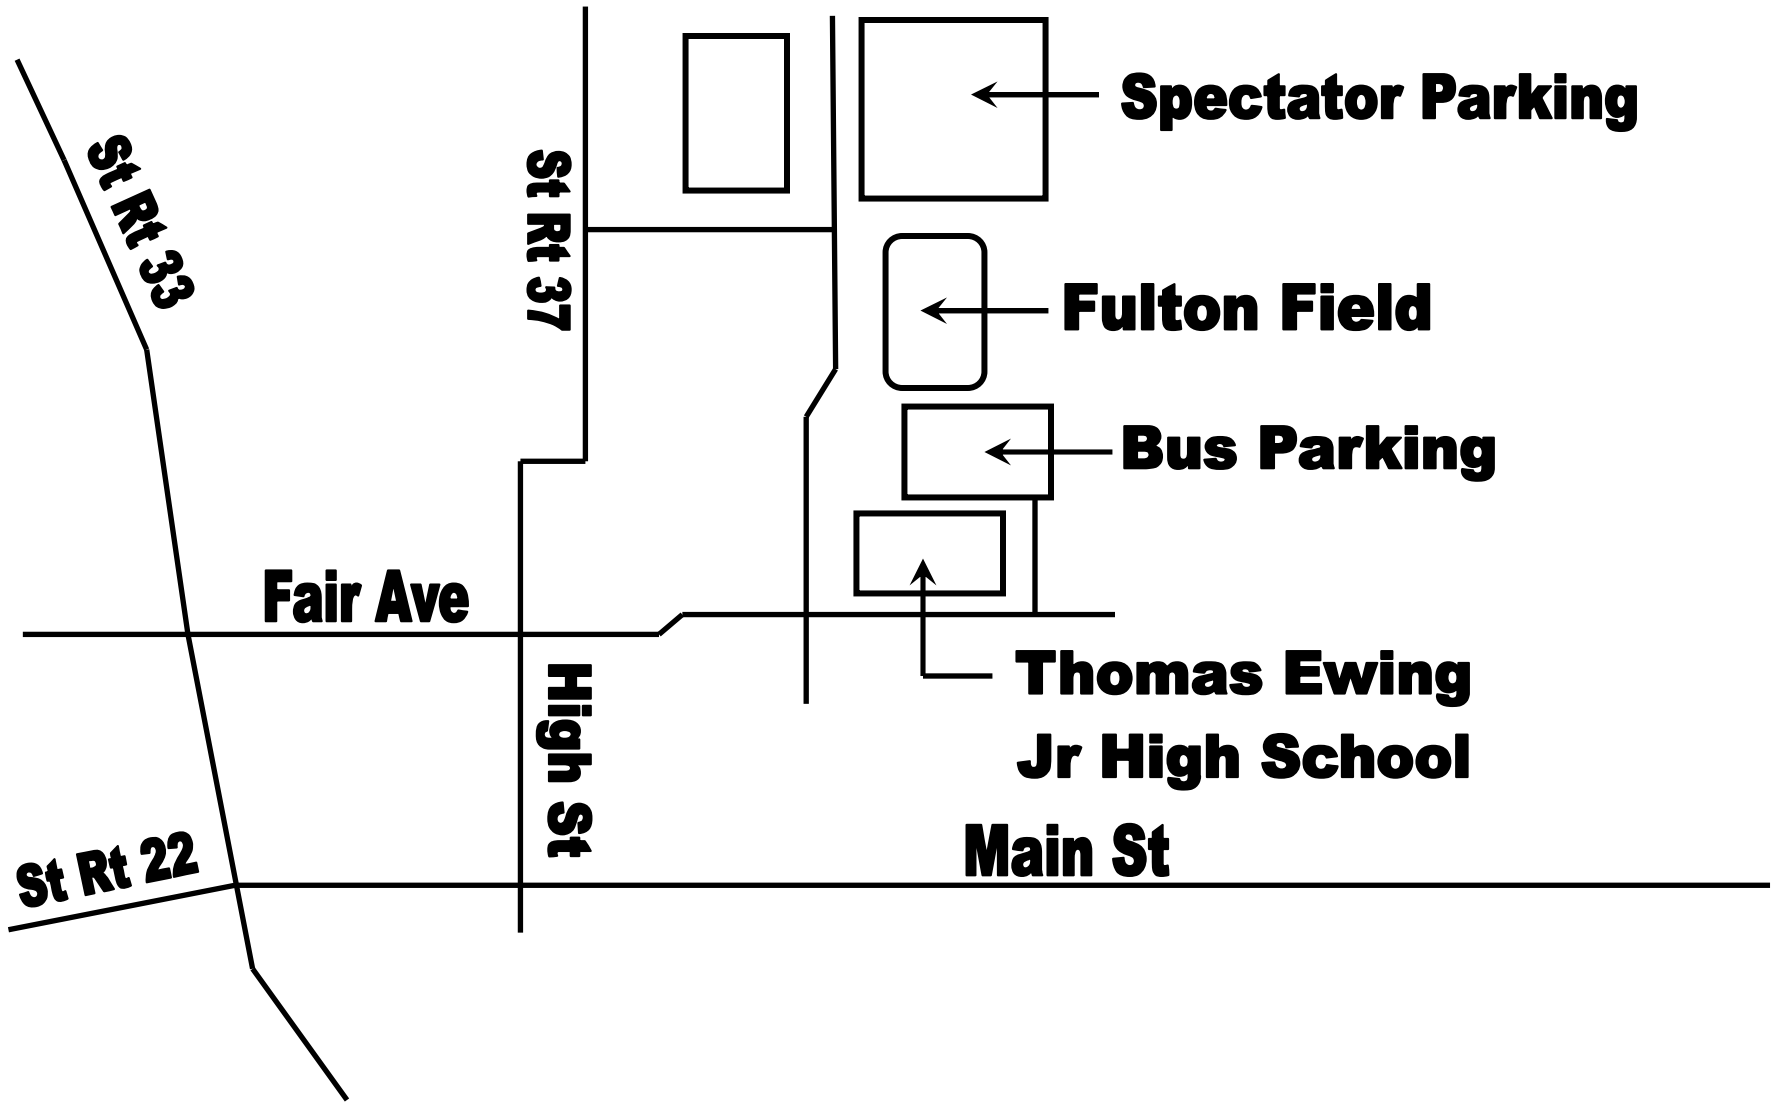 Spectator Parking
St Rt 33
St Rt 37
Fulton Field
Bus Parking
Fair Ave
Thomas Ewing
Jr High School
High St
Main St
St Rt 22